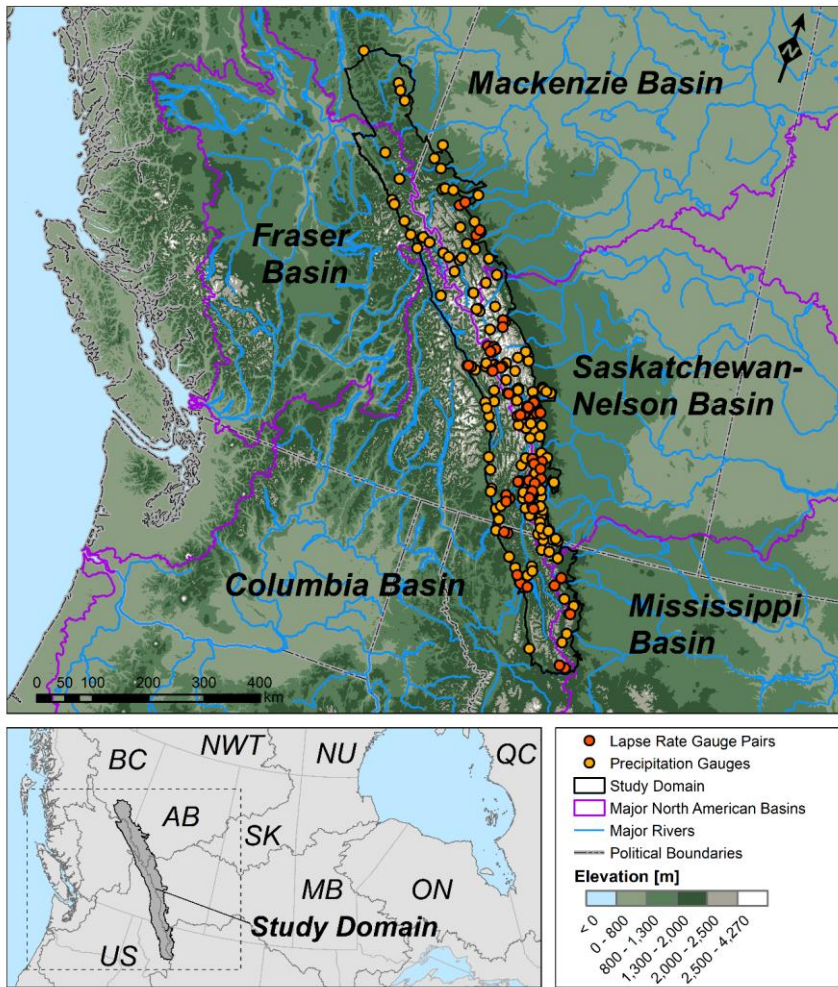 Mackenzie Basin
Fraser
Basin
Saskatchewan-
Nelson Basin
Columbia Basin
Mississippi
Basin
N
0 50 100 200 300 400
km
BC
NWT
NU
QC
AB
SK
MB
ON
US
Study Domain
Lapse Rate Gauge Pairs
Precipitation Gauges
Study Domain
Major North American Basins
Major Rivers
Political Boundaries
Elevation [m]
< 0
0 - 800
800 - 1,300
1,300 - 2,000
2,000 - 2,500
2,500 - 4,270